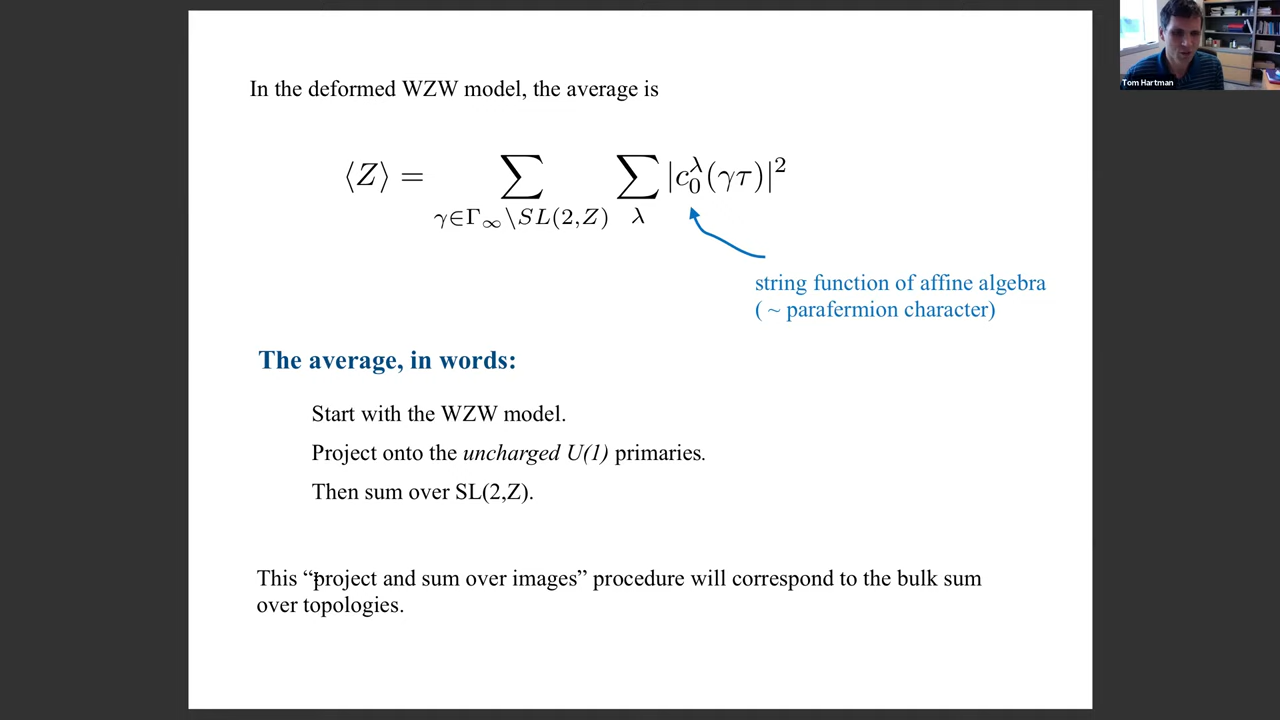 Tom Hartman
In the deformed WZW model, the average is
⟨Z⟩ = ∑_{γ∈Γ_∞\SL(2,Z)} ∑_λ |c_0^λ(γτ)|^2
string function of affine algebra
( ~ parafermion character)
The average, in words:
Start with the WZW model.
Project onto the uncharged U(1) primaries.
Then sum over SL(2,Z).
This “project and sum over images” procedure will correspond to the bulk sum
over topologies.